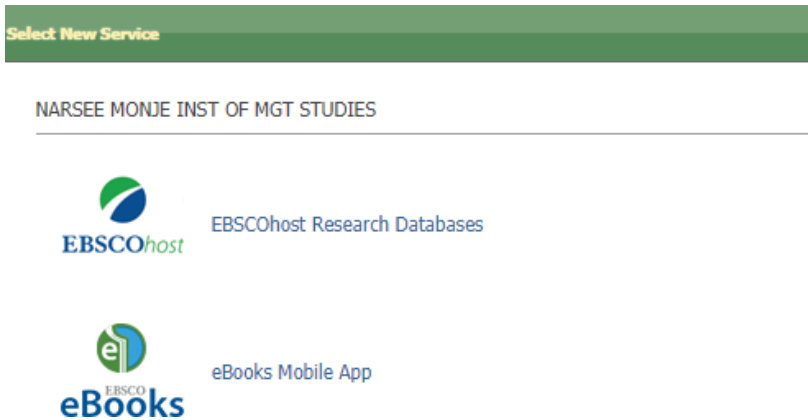 Select New Service
NARSEE MONJE INST OF MGT STUDIES
EBSCOhost
EBSCOhost Research Databases
e
EBSCO
eBooks
eBooks Mobile App